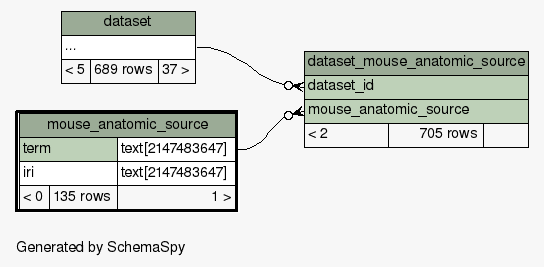 dataset
...
< 5 689 rows 37 >
dataset_mouse_anatomic_source
dataset_id
mouse_anatomic_source
< 2 705 rows
mouse_anatomic_source
term text[2147483647]
iri text[2147483647]
< 0 135 rows 1 >
Generated by SchemaSpy